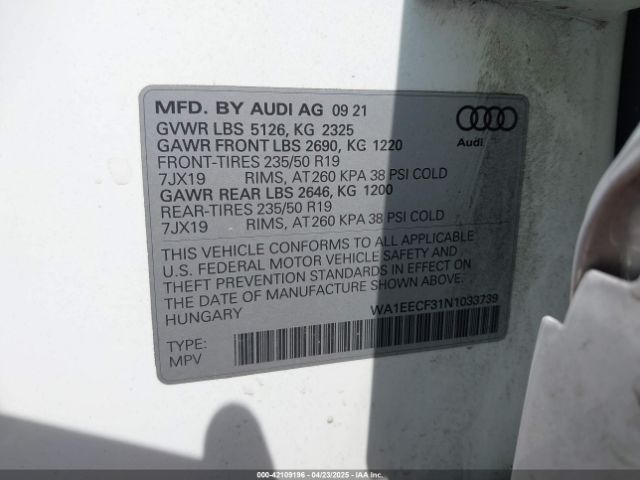 MFD. BY AUDI AG 09 21
GVWR LBS 5126, KG 2325
GAWR FRONT LBS 2690, KG 1220
FRONT-TIRES 235/50 R19
7JX19 RIMS, AT 260 KPA 38 PSI COLD
GAWR REAR LBS 2646, KG 1200
REAR-TIRES 235/50 R19
7JX19 RIMS, AT 260 KPA 38 PSI COLD
Audi
THIS VEHICLE CONFORMS TO ALL APPLICABLE
U.S. FEDERAL MOTOR VEHICLE SAFETY AND
THEFT PREVENTION STANDARDS IN EFFECT ON
THE DATE OF MANUFACTURE SHOWN ABOVE.
HUNGARY
WA1EECF31N1033739
TYPE:
MPV
000-42109196 - 04/23/2025 - IAA Inc.